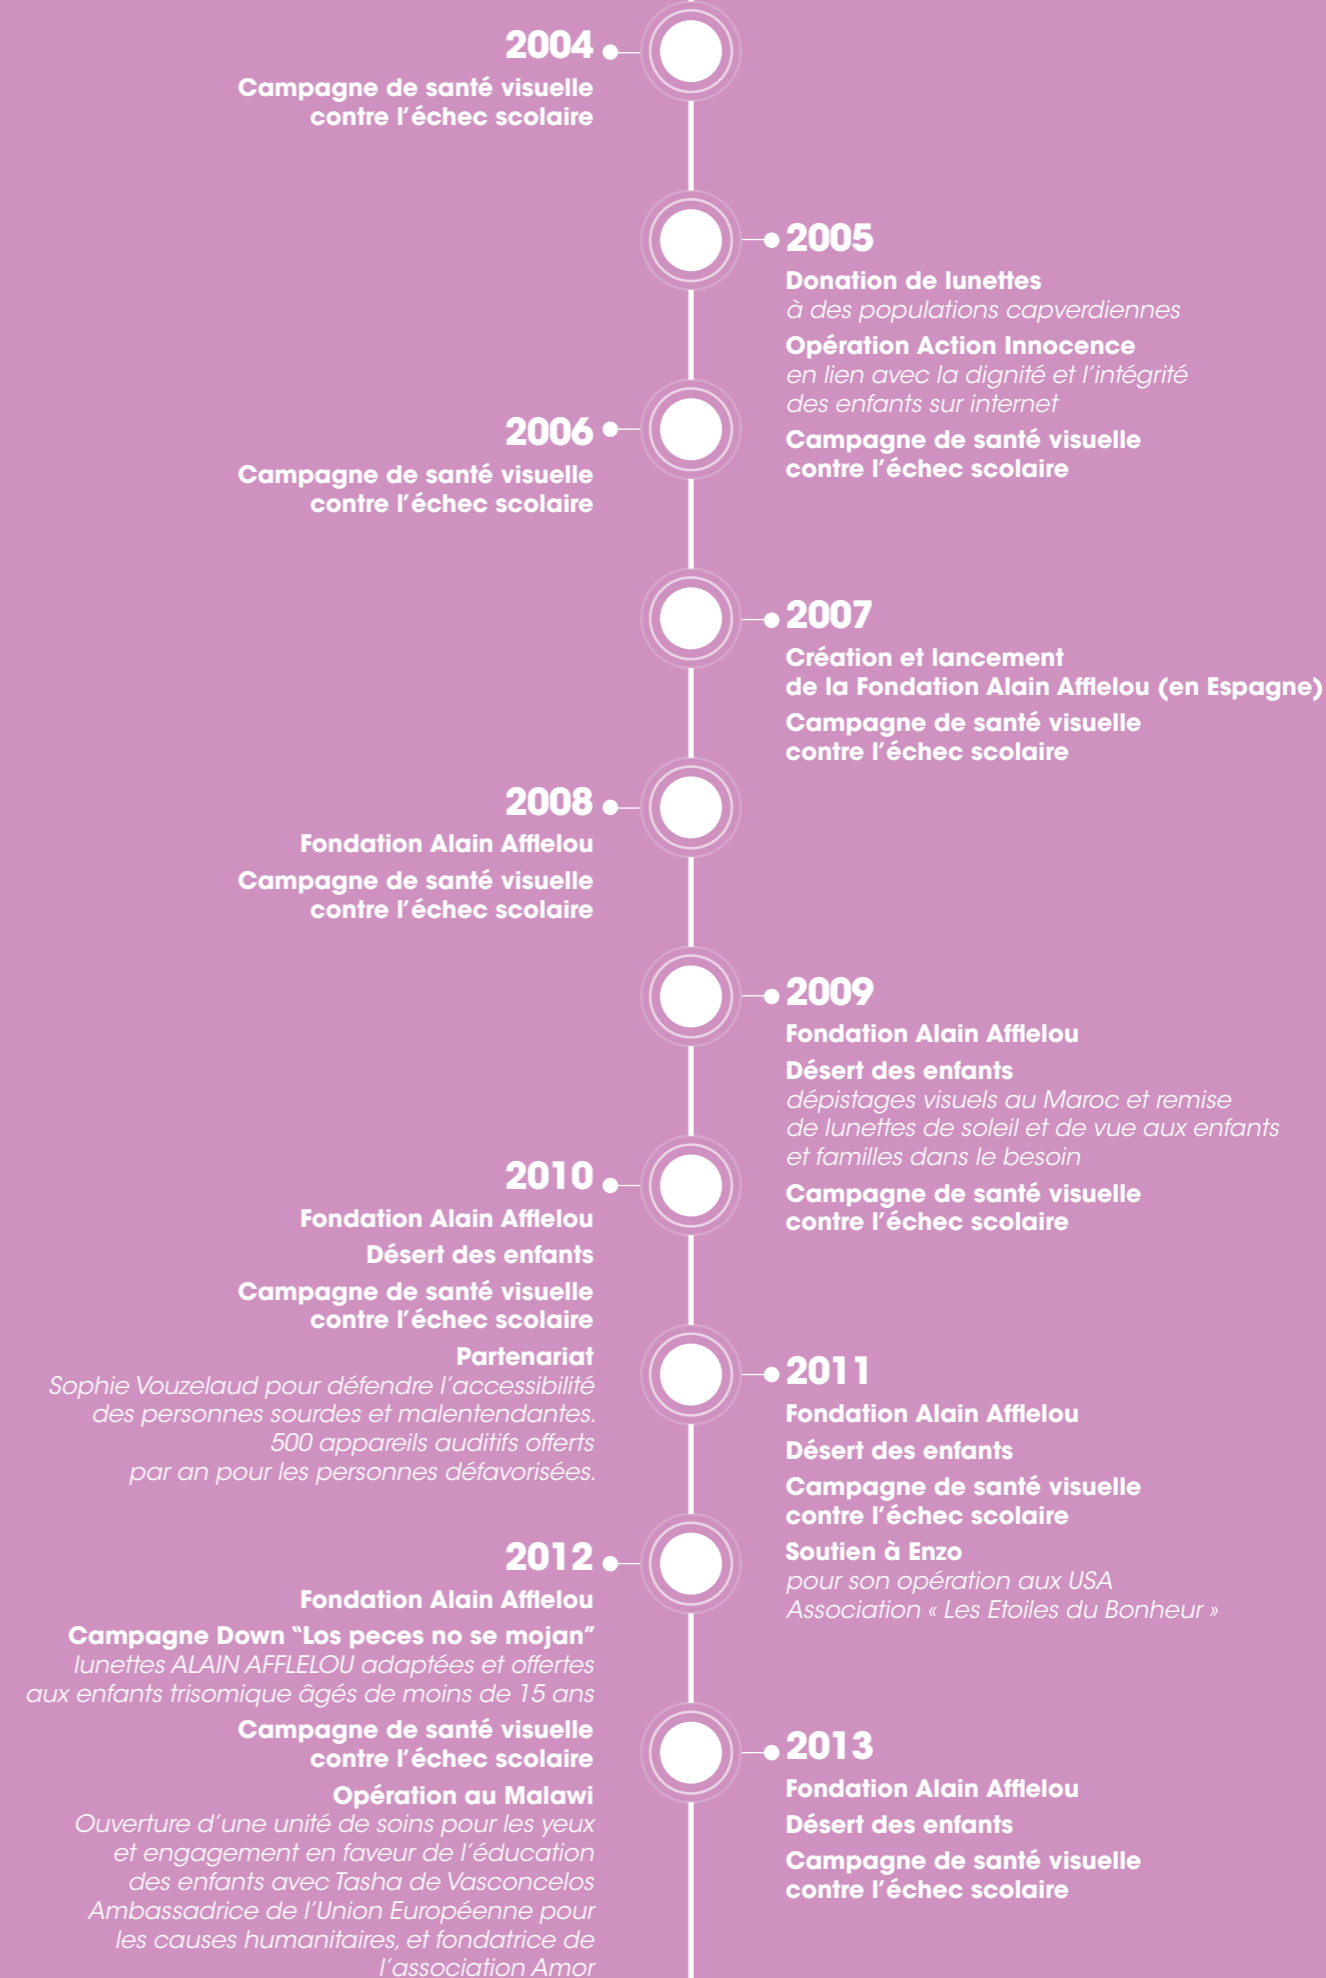 2004
Campagne de santé visuelle
contre l'échec scolaire
2005
Donation de lunettes
à des populations capverdiennes
Opération Action Innocence
en lien avec la dignité et l'intégrité
des enfants sur internet
Campagne de santé visuelle
contre l'échec scolaire
2006
Campagne de santé visuelle
contre l'échec scolaire
2007
Création et lancement
de la Fondation Alain Afflelou (en Espagne)
Campagne de santé visuelle
contre l'échec scolaire
2008
Fondation Alain Afflelou
Campagne de santé visuelle
contre l'échec scolaire
2009
Fondation Alain Afflelou
Désert des enfants
dépistages visuels au Maroc et remise
de lunettes de soleil et de vue aux enfants
et familles dans le besoin
Campagne de santé visuelle
contre l'échec scolaire
2010
Fondation Alain Afflelou
Désert des enfants
Campagne de santé visuelle
contre l'échec scolaire
Partenariat
Sophie Vouzelaud pour défendre l'accessibilité
des personnes sourdes et malentendantes.
500 appareils auditifs offerts
par an pour les personnes défavorisées.
2011
Fondation Alain Afflelou
Désert des enfants
Campagne de santé visuelle
contre l'échec scolaire
Soutien à Enzo
pour son opération aux USA
Association « Les Etoiles du Bonheur »
2012
Fondation Alain Afflelou
Campagne Down “Los peces no se mojan”
lunettes ALAIN AFFLELOU adaptées et offertes
aux enfants trisomique âgés de moins de 15 ans
Campagne de santé visuelle
contre l'échec scolaire
Opération au Malawi
Ouverture d'une unité de soins pour les yeux
et engagement en faveur de l'éducation
des enfants avec Tasha de Vasconcelos
Ambassadrice de l'Union Européenne pour
les causes humanitaires, et fondatrice de
l'association Amor
2013
Fondation Alain Afflelou
Désert des enfants
Campagne de santé visuelle
contre l'échec scolaire